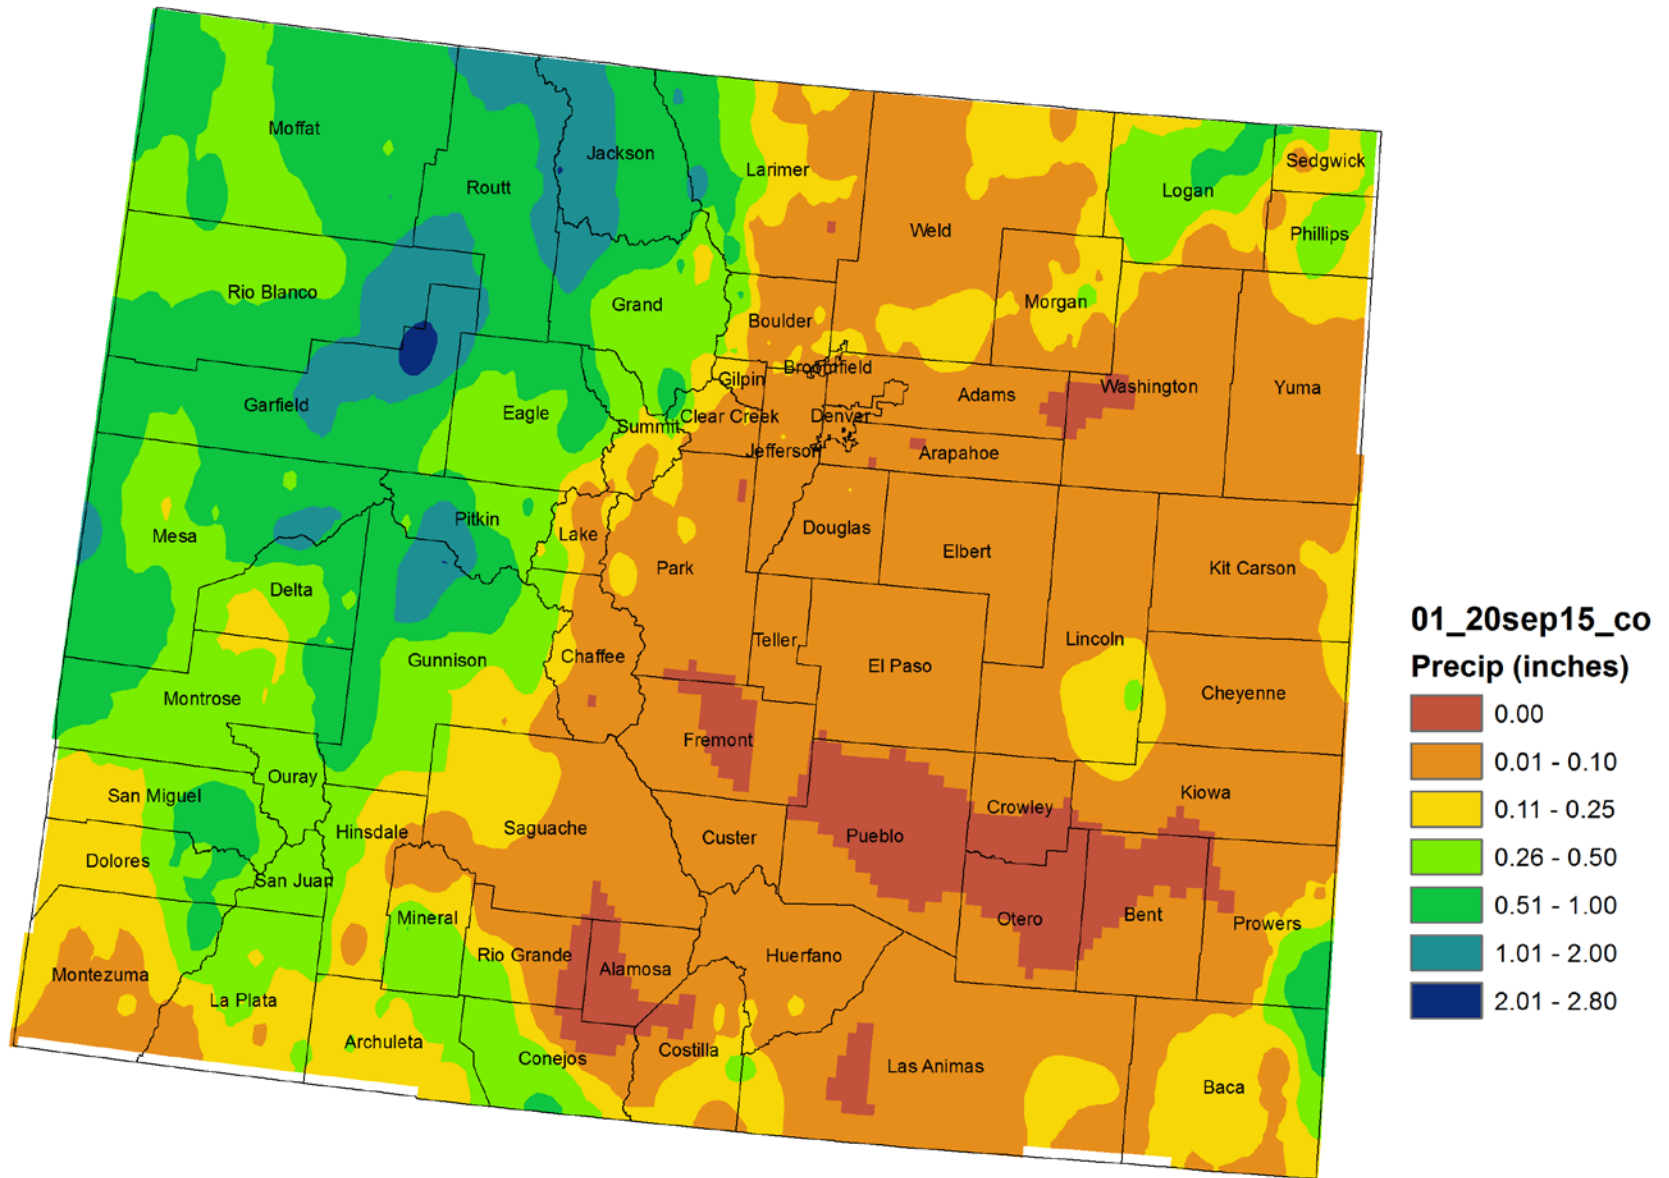 Moffat
Jackson
Routt
Larimer
Sedgwick
Logan
Weld
Phillips
Rio Blanco
Grand
Morgan
Boulder
Broomfield
Gilpin
Adams
Washington
Yuma
Garfield
Eagle
Summit
Clear Creek
Denver
Jefferson
Arapahoe
Pitkin
Lake
Mesa
Douglas
Elbert
Park
Kit Carson
Delta
Gunnison
Chaffee
Teller
El Paso
Lincoln
Montrose
Cheyenne
Fremont
Ouray
San Miguel
Hinsdale
Saguache
Custer
Pueblo
Crowley
Kiowa
Dolores
San Juan
Mineral
Otero
Bent
Prowers
Montezuma
La Plata
Rio Grande
Alamosa
Huerfano
Archuleta
Conejos
Costilla
Las Animas
Baca
01_20sep15_co
Precip (inches)
0.00
0.01 - 0.10
0.11 - 0.25
0.26 - 0.50
0.51 - 1.00
1.01 - 2.00
2.01 - 2.80